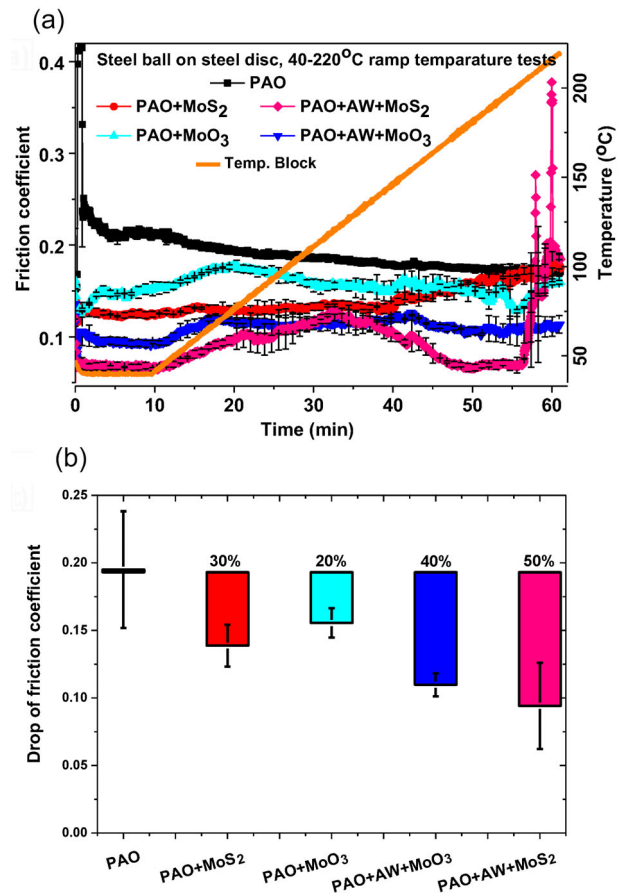 (a)
Steel ball on steel disc, 40-220°C ramp temparature tests
PAO
PAO+MoS2 PAO+AW+MoS2
PAO+MoO3 PAO+AW+MoO3
Temp. Block
Friction coefficient
0.4
0.3
0.2
0.1
Temperature (°C)
200
150
100
50
0 10 20 30 40 50 60
Time (min)
(b)
Drop of friction coefficient
0.25
0.20
0.15
0.10
0.05
0.00
30% 20% 40% 50%
PAO PAO+MoS2 PAO+MoO3 PAO+AW+MoO3 PAO+AW+MoS2